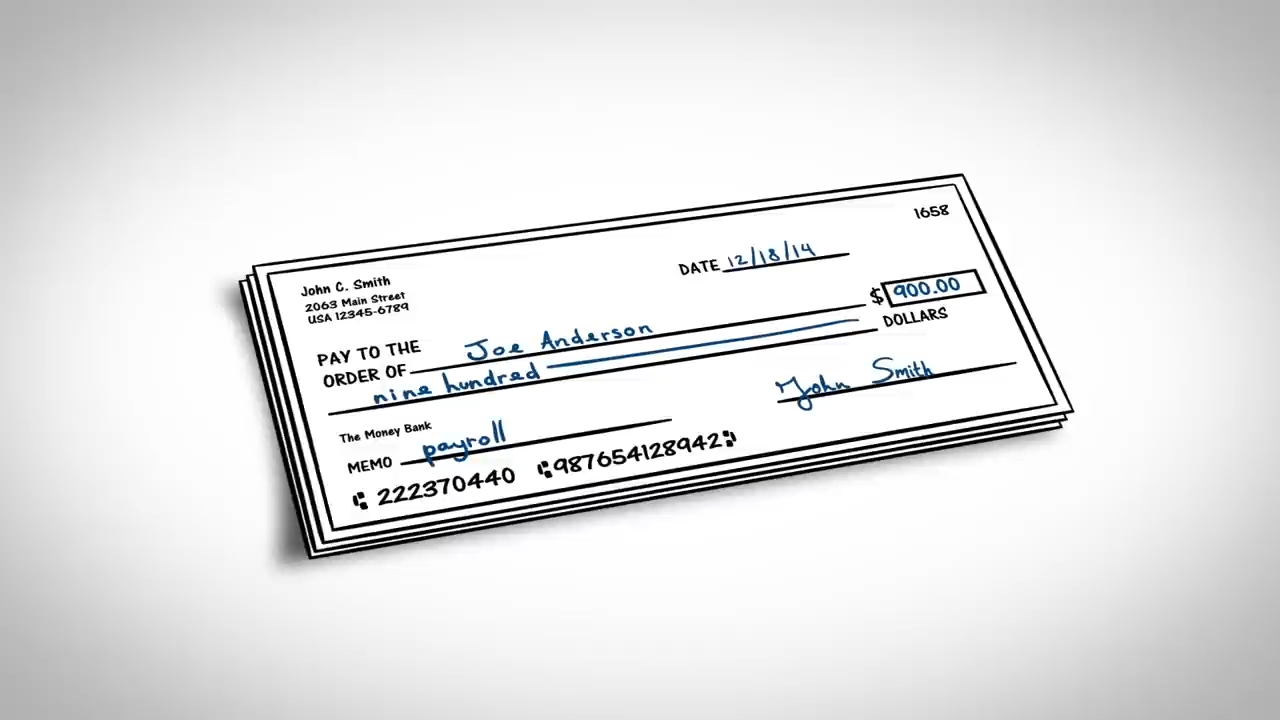 1658
John C. Smith
2063 Main Street
USA 12345-6789
DATE 12/18/14
PAY TO THE
ORDER OF Joe Anderson $ 900.00
nine hundred DOLLARS
The Money Bank
MEMO payroll John Smith
⑆ 222370440 ⑆987654128942⑆